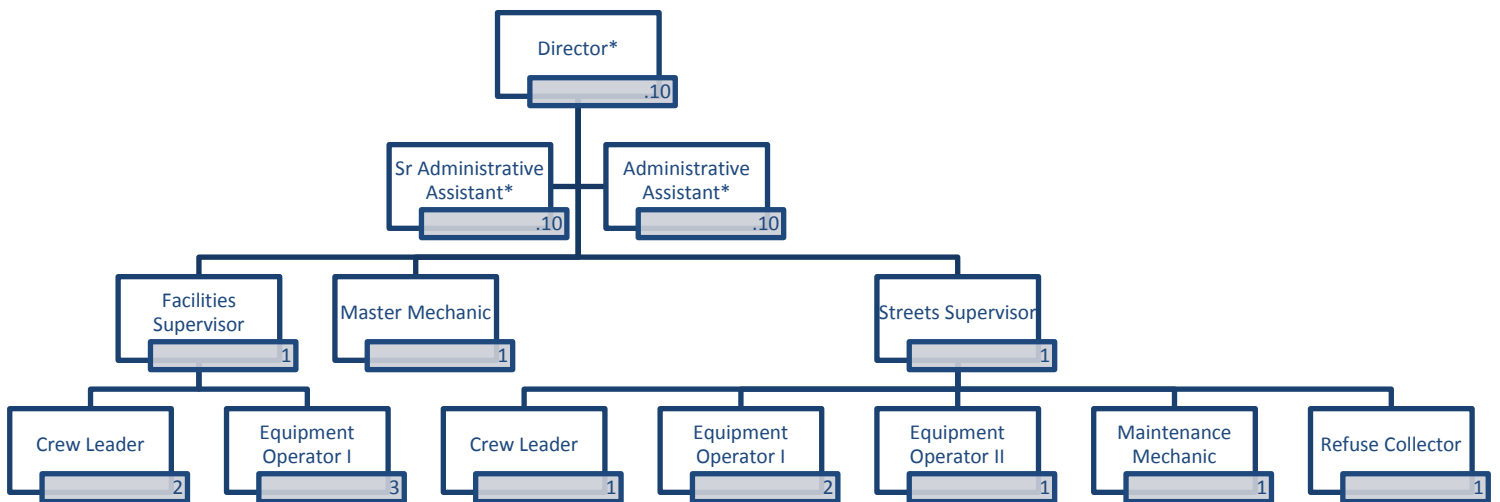 Director*
.10
Sr Administrative
Assistant*
.10
Administrative
Assistant*
.10
Facilities
Supervisor
1
Master Mechanic
1
Streets Supervisor
1
Crew Leader
2
Equipment
Operator I
3
Crew Leader
1
Equipment
Operator I
2
Equipment
Operator II
1
Maintenance
Mechanic
1
Refuse Collector
1